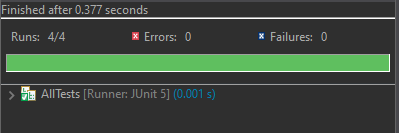 Finished after 0.377 seconds
Runs: 4/4 Errors: 0 Failures: 0
AllTests [Runner: JUnit 5] (0.001 s)